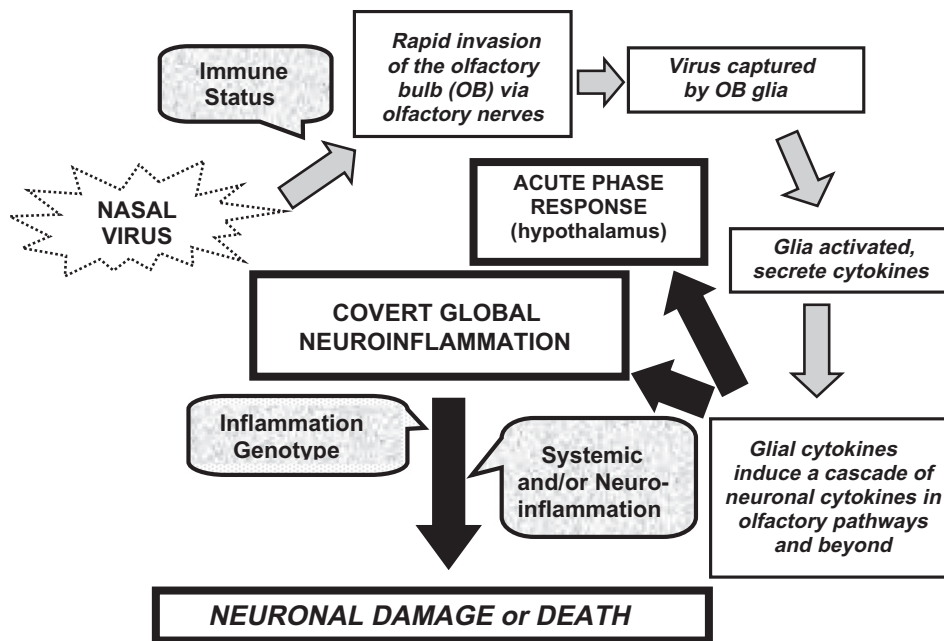 Immune
Status
Rapid invasion
of the olfactory
bulb (OB) via
olfactory nerves
Virus captured
by OB glia
NASAL
VIRUS
ACUTE PHASE
RESPONSE
(hypothalamus)
Glia activated,
secrete cytokines
COVERT GLOBAL
NEUROINFLAMMATION
Inflammation
Genotype
Systemic
and/or Neuro-
inflammation
Glial cytokines
induce a cascade of
neuronal cytokines in
olfactory pathways
and beyond
NEURONAL DAMAGE or DEATH